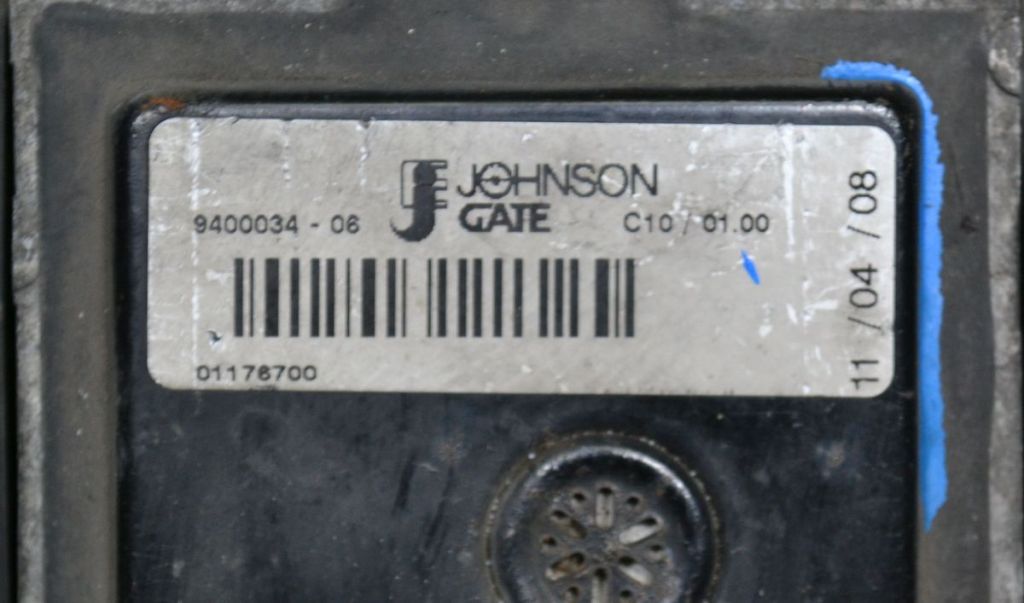 JOHNSON
GATE
9400034 - 06
C10 / 01.00
01176700
11 /04 /08